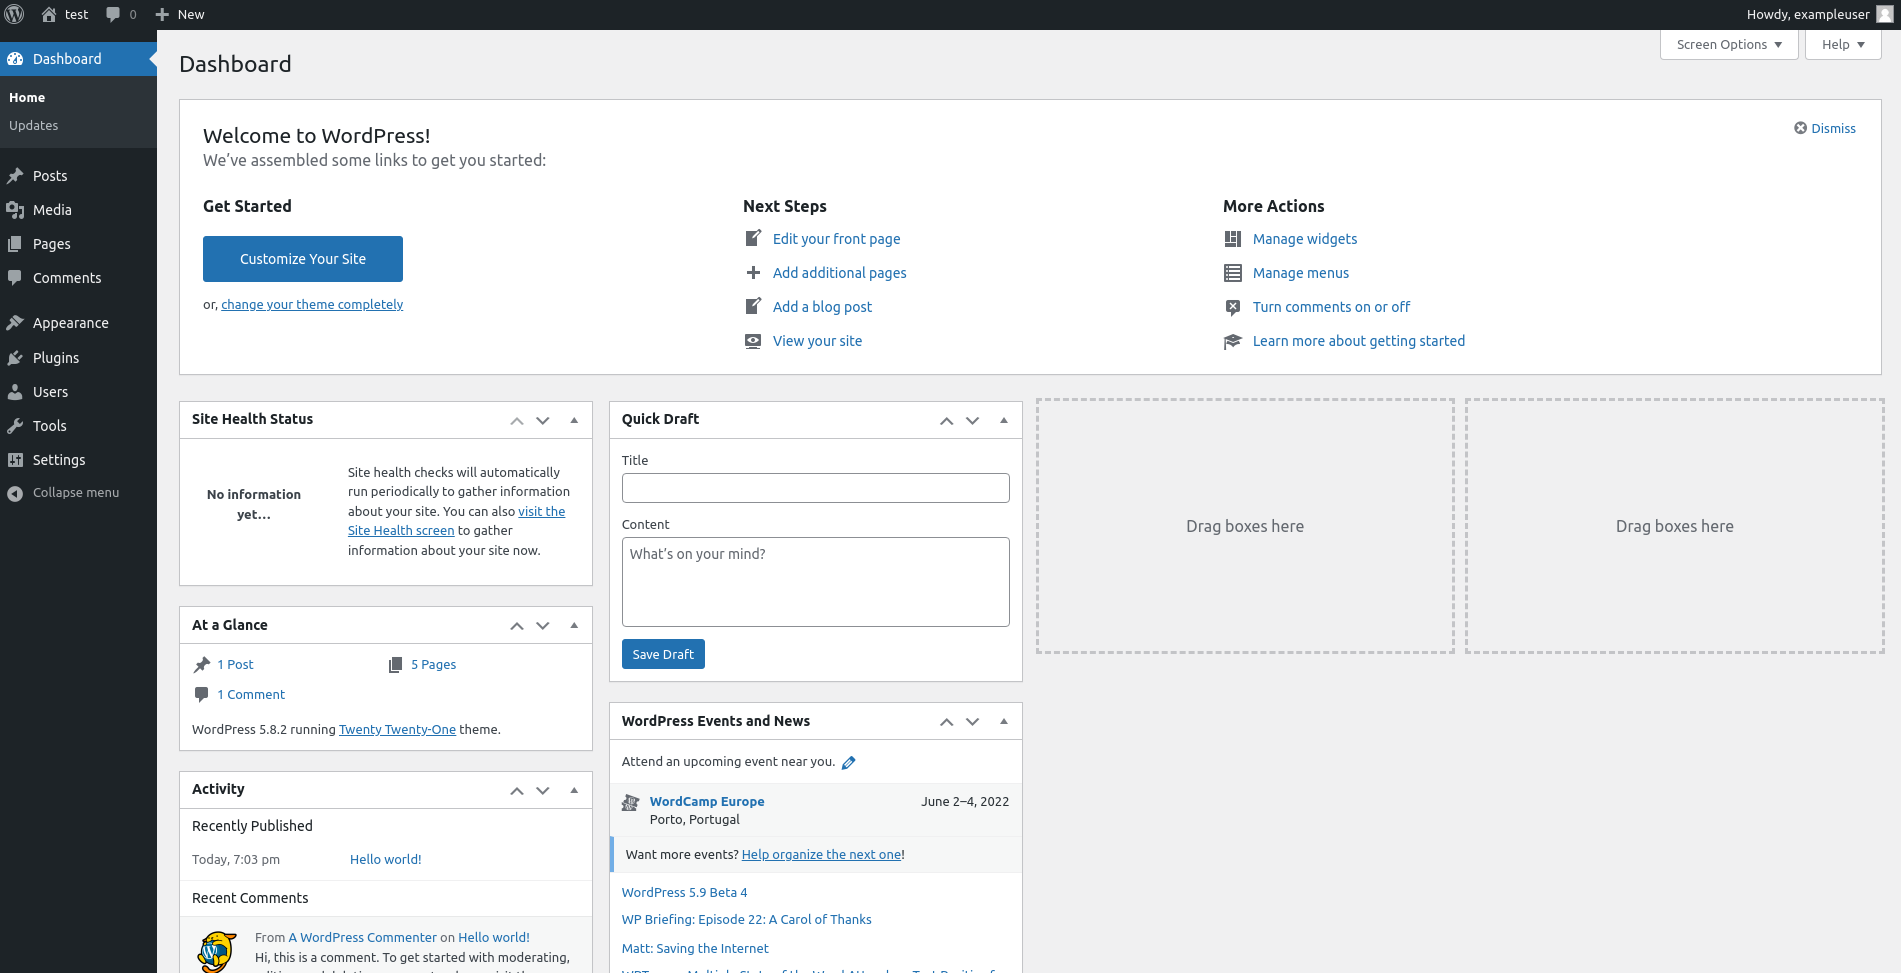 test
0
New
Howdy, exampleuser
Dashboard
Home
Updates
Posts
Media
Pages
Comments
Appearance
Plugins
Users
Tools
Settings
Collapse menu
Screen Options
Help
Dashboard
Welcome to WordPress!
We’ve assembled some links to get you started:
Dismiss
Get Started
Customize Your Site
or, change your theme completely
Next Steps
Edit your front page
Add additional pages
Add a blog post
View your site
More Actions
Manage widgets
Manage menus
Turn comments on or off
Learn more about getting started
Site Health Status
No information
yet…
Site health checks will automatically
run periodically to gather information
about your site. You can also visit the
Site Health screen to gather
information about your site now.
At a Glance
1 Post
5 Pages
1 Comment
WordPress 5.8.2 running Twenty Twenty-One theme.
Activity
Recently Published
Today, 7:03 pm
Hello world!
Recent Comments
From A WordPress Commenter on Hello world!
Hi, this is a comment. To get started with moderating,
Quick Draft
Title
Content
What’s on your mind?
Save Draft
WordPress Events and News
Attend an upcoming event near you.
WordCamp Europe
June 2–4, 2022
Porto, Portugal
Want more events? Help organize the next one!
WordPress 5.9 Beta 4
WP Briefing: Episode 22: A Carol of Thanks
Matt: Saving the Internet
Drag boxes here
Drag boxes here